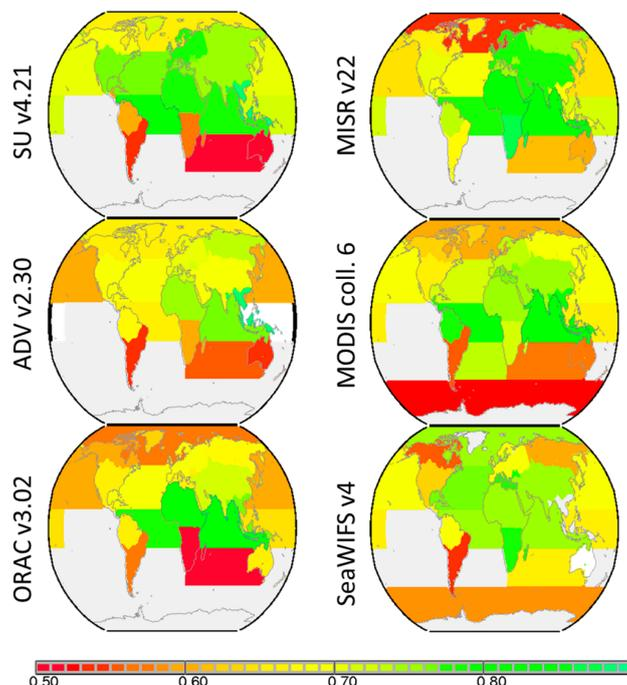 SU v4.21
MISR v22
ADV v2.30
MODIS coll. 6
ORAC v3.02
SeaWIFS v4
0.50 0.60 0.70 0.80